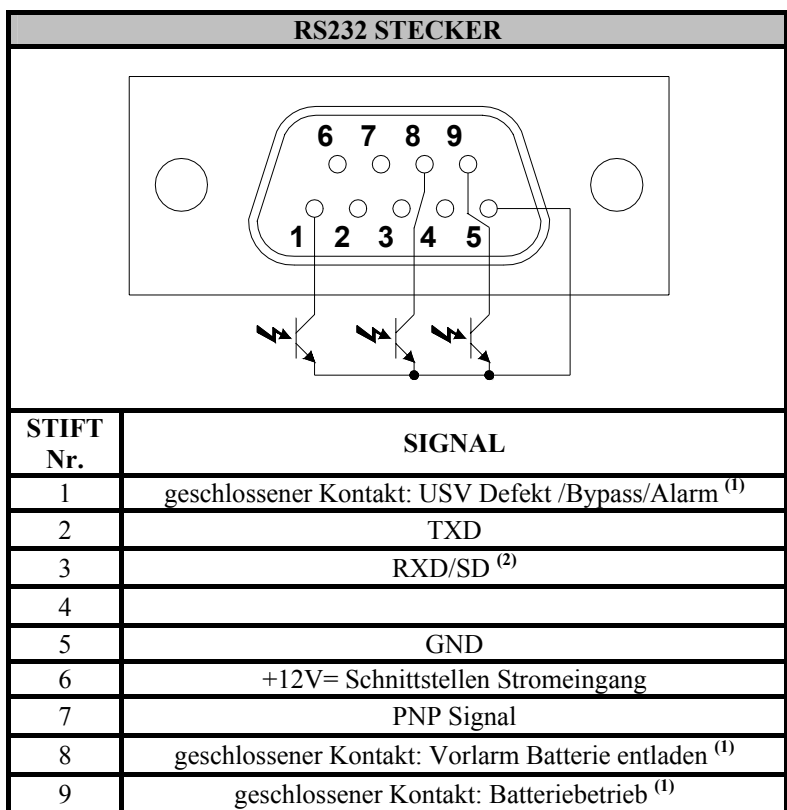 RS232 STECKER
6 7 8 9
1 2 3 4 5
STIFT Nr. SIGNAL
1 geschlossener Kontakt: USV Defekt /Bypass/Alarm (1)
2 TXD
3 RXD/SD (2)
4
5 GND
6 +12V= Schnittstellen Stromeingang
7 PNP Signal
8 geschlossener Kontakt: Vorlarm Batterie entladen (1)
9 geschlossener Kontakt: Batteriebetrieb (1)